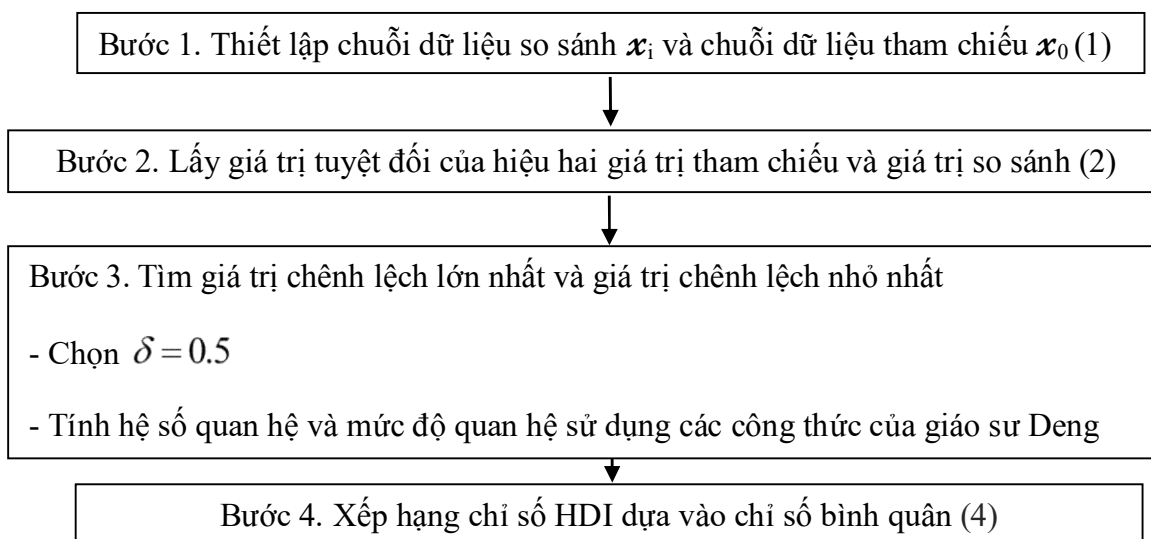 Bước 1. Thiết lập chuỗi dữ liệu so sánh xi và chuỗi dữ liệu tham chiếu x0 (1)
Bước 2. Lấy giá trị tuyệt đối của hiệu hai giá trị tham chiếu và giá trị so sánh (2)
Bước 3. Tìm giá trị chênh lệch lớn nhất và giá trị chênh lệch nhỏ nhất
- Chọn δ = 0.5
- Tính hệ số quan hệ và mức độ quan hệ sử dụng các công thức của giáo sư Deng
Bước 4. Xếp hạng chỉ số HDI dựa vào chỉ số bình quân (4)